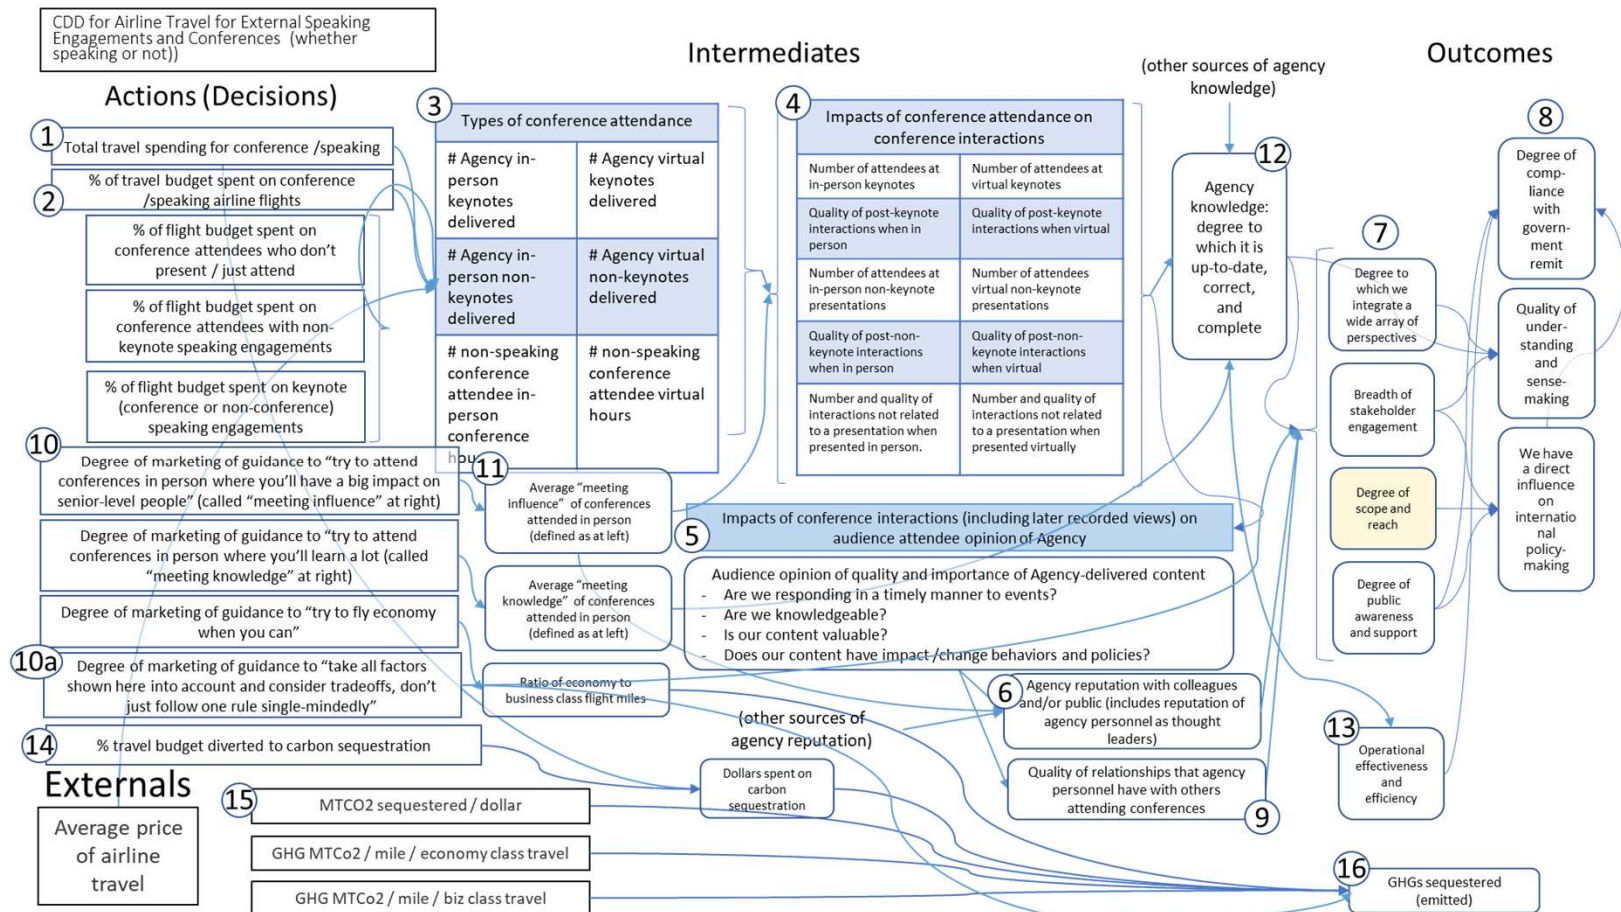 CDD for Airline Travel for External Speaking
Engagements and Conferences (whether
speaking or not))
Actions (Decisions)
Intermediates
Outcomes
1
Total travel spending for conference /speaking
2
% of travel budget spent on conference
/speaking airline flights
% of flight budget spent on
conference attendees who don't
present / just attend
% of flight budget spent on
conference attendees with non-
keynote speaking engagements
% of flight budget spent on keynote
(conference or non-conference)
speaking engagements
10
Degree of marketing of guidance to “try to attend
conferences in person where you’ll have a big impact on
senior-level people” (called “meeting influence” at right)
Degree of marketing of guidance to “try to attend
conferences in person where you’ll learn a lot (called
“meeting knowledge” at right)
Degree of marketing of guidance to “try to fly economy
when you can”
10a
Degree of marketing of guidance to “take all factors
shown here into account and consider tradeoffs, don’t
just follow one rule single-mindedly”
14
% travel budget diverted to carbon sequestration
Externals
Average price
of airline
travel
15
MTCO2 sequestered / dollar
GHG MTCo2 / mile / economy class travel
GHG MTCo2 / mile / biz class travel
3
Types of conference attendance
# Agency in-
person
keynotes
delivered
# Agency virtual
keynotes
delivered
# Agency in-
person non-
keynotes
delivered
# Agency virtual
non-keynotes
delivered
# non-speaking
conference
attendee in-
person
conference
hou
# non-speaking
conference
attendee virtual
hours
11
Average “meeting
influence” of conferences
attended in person
(defined as at left)
Average “meeting
knowledge” of conferences
attended in person
(defined as at left)
Ratio of economy to
business class flight miles
Dollars spent on
carbon
sequestration
4
Impacts of conference attendance on
conference interactions
Number of attendees at
in-person keynotes
Number of attendees at
virtual keynotes
Quality of post-keynote
interactions when in
person
Quality of post-keynote
interactions when virtual
Number of attendees at
in-person non-keynote
presentations
Number of attendees
virtual non-keynote
presentations
Quality of post-non-
keynote interactions
when in person
Quality of post-non-
keynote interactions
when virtual
Number and quality of
interactions not related
to a presentation when
presented in person.
Number and quality of
interactions not related to
a presentation when
presented virtually
5
Impacts of conference interactions (including later recorded views) on
audience attendee opinion of Agency
Audience opinion of quality and importance of Agency-delivered content
- Are we responding in a timely manner to events?
- Are we knowledgeable?
- Is our content valuable?
- Does our content have impact /change behaviors and policies?
(other sources of
agency reputation)
6
Agency reputation with colleagues
and/or public (includes reputation of
agency personnel as thought
leaders)
Quality of relationships that agency
personnel have with others
attending conferences
9
(other sources of agency
knowledge)
12
Agency
knowledge:
degree to
which it is
up-to-date,
correct,
and
complete
7
Degree to
which we
integrate a
wide array of
perspectives
Breadth of
stakeholder
engagement
Degree of
scope and
reach
Degree of
public
awareness
and support
13
Operational
effectiveness
and
efficiency
8
Degree of
comp-
liance
with
govern-
ment
remit
Quality of
under-
standing
and
sense-
making
We have
a direct
influence
on
internatio
nal
policy-
making
16
GHGs sequestered
(emitted)